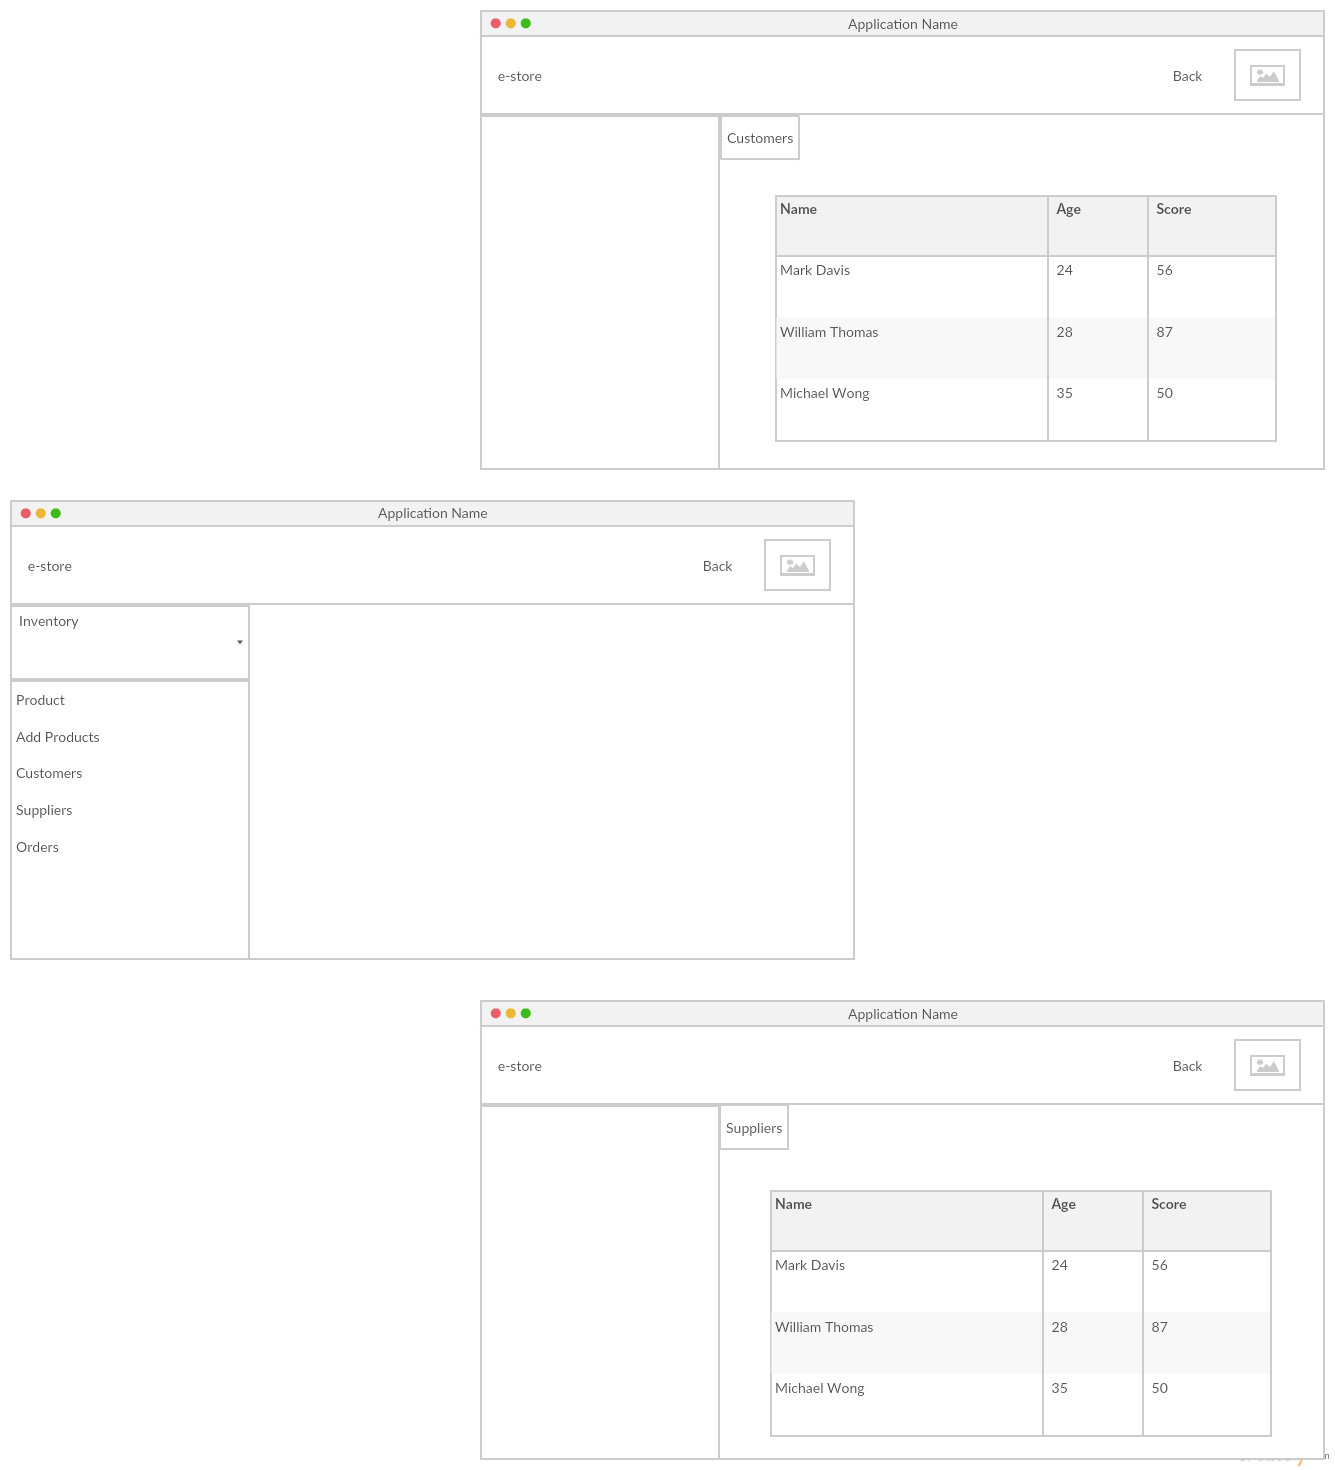 Application Name
e-store Back
Customers
Name Age Score
Mark Davis 24 56
William Thomas 28 87
Michael Wong 35 50
Application Name
e-store Back
Inventory
Product
Add Products
Customers
Suppliers
Orders
Application Name
e-store Back
Suppliers
Name Age Score
Mark Davis 24 56
William Thomas 28 87
Michael Wong 35 50